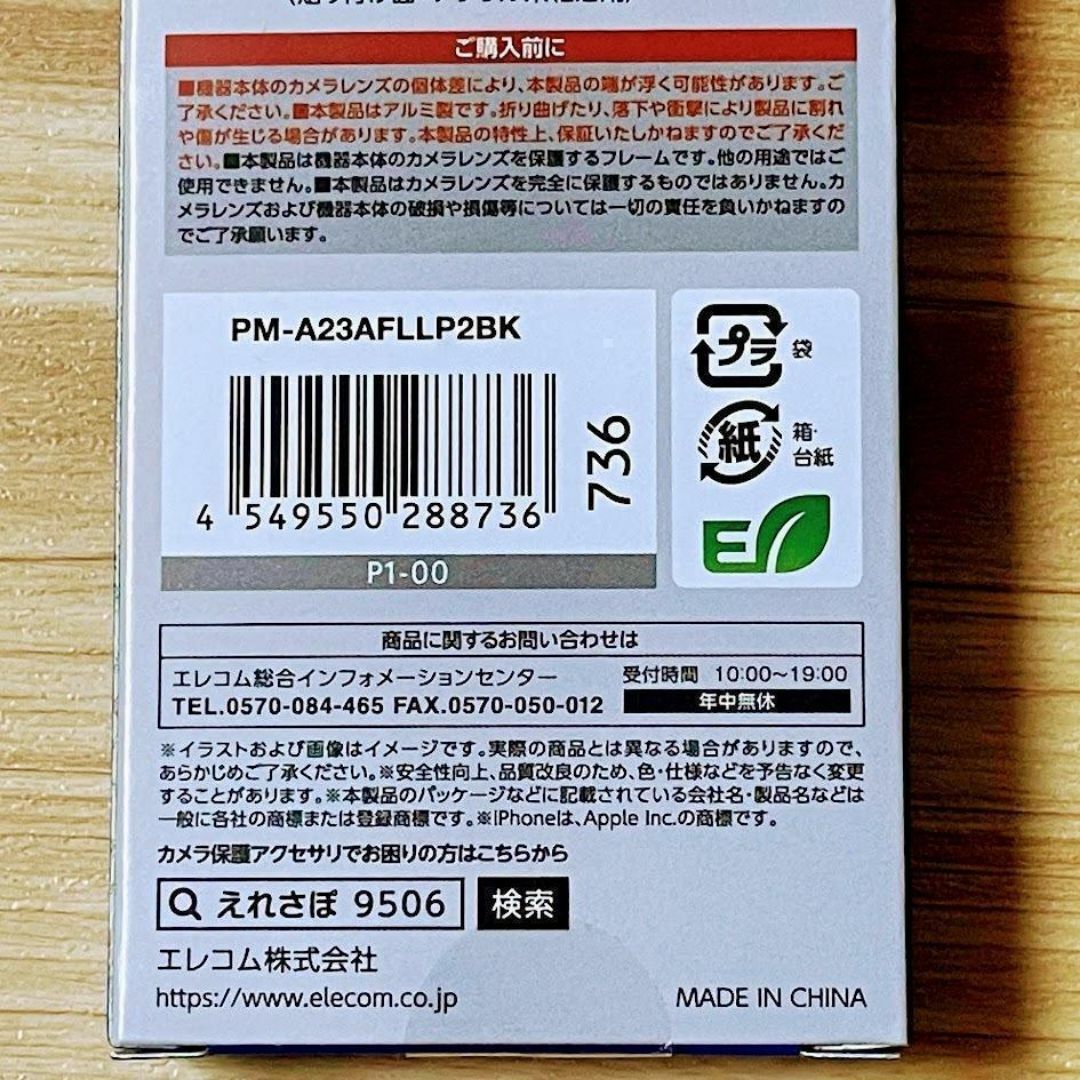 ご購入前に
■機器本体のカメラレンズの個体差により、本製品の端が浮く可能性があります。ご
了承ください。■本製品はアルミ製です。折り曲げたり、落下や衝撃により製品に割れ
や傷が生じる場合があります。本製品の特性上、保証いたしかねますのでご了承くだ
さい。■本製品は機器本体のカメラレンズを保護するフレームです。他の用途ではご
使用できません。■本製品はカメラレンズを完全に保護するものではありません。カ
メラレンズおよび機器本体の破損や損傷等については一切の責任を負いかねますの
でご了承願います。
PM-A23AFLLP2BK
4 549550 288736
736
P1-00
プラ 袋
紙 箱・
台紙
E
商品に関するお問い合わせは
エレコム総合インフォメーションセンター
TEL.0570-084-465 FAX.0570-050-012
受付時間 10:00～19:00
年中無休
※イラストおよび画像はイメージです。実際の商品とは異なる場合がありますので、
あらかじめご了承ください。※安全性向上、品質改良のため、色・仕様などを予告なく変更
することがあります。※本製品のパッケージなどに記載されている会社名・製品名などは
一般に各社の商標または登録商標です。※iPhoneは、Apple Inc.の商標です。
カメラ保護アクセサリでお困りの方はこちらから
えれさぽ 9506 検索
エレコム株式会社
https://www.elecom.co.jp
MADE IN CHINA